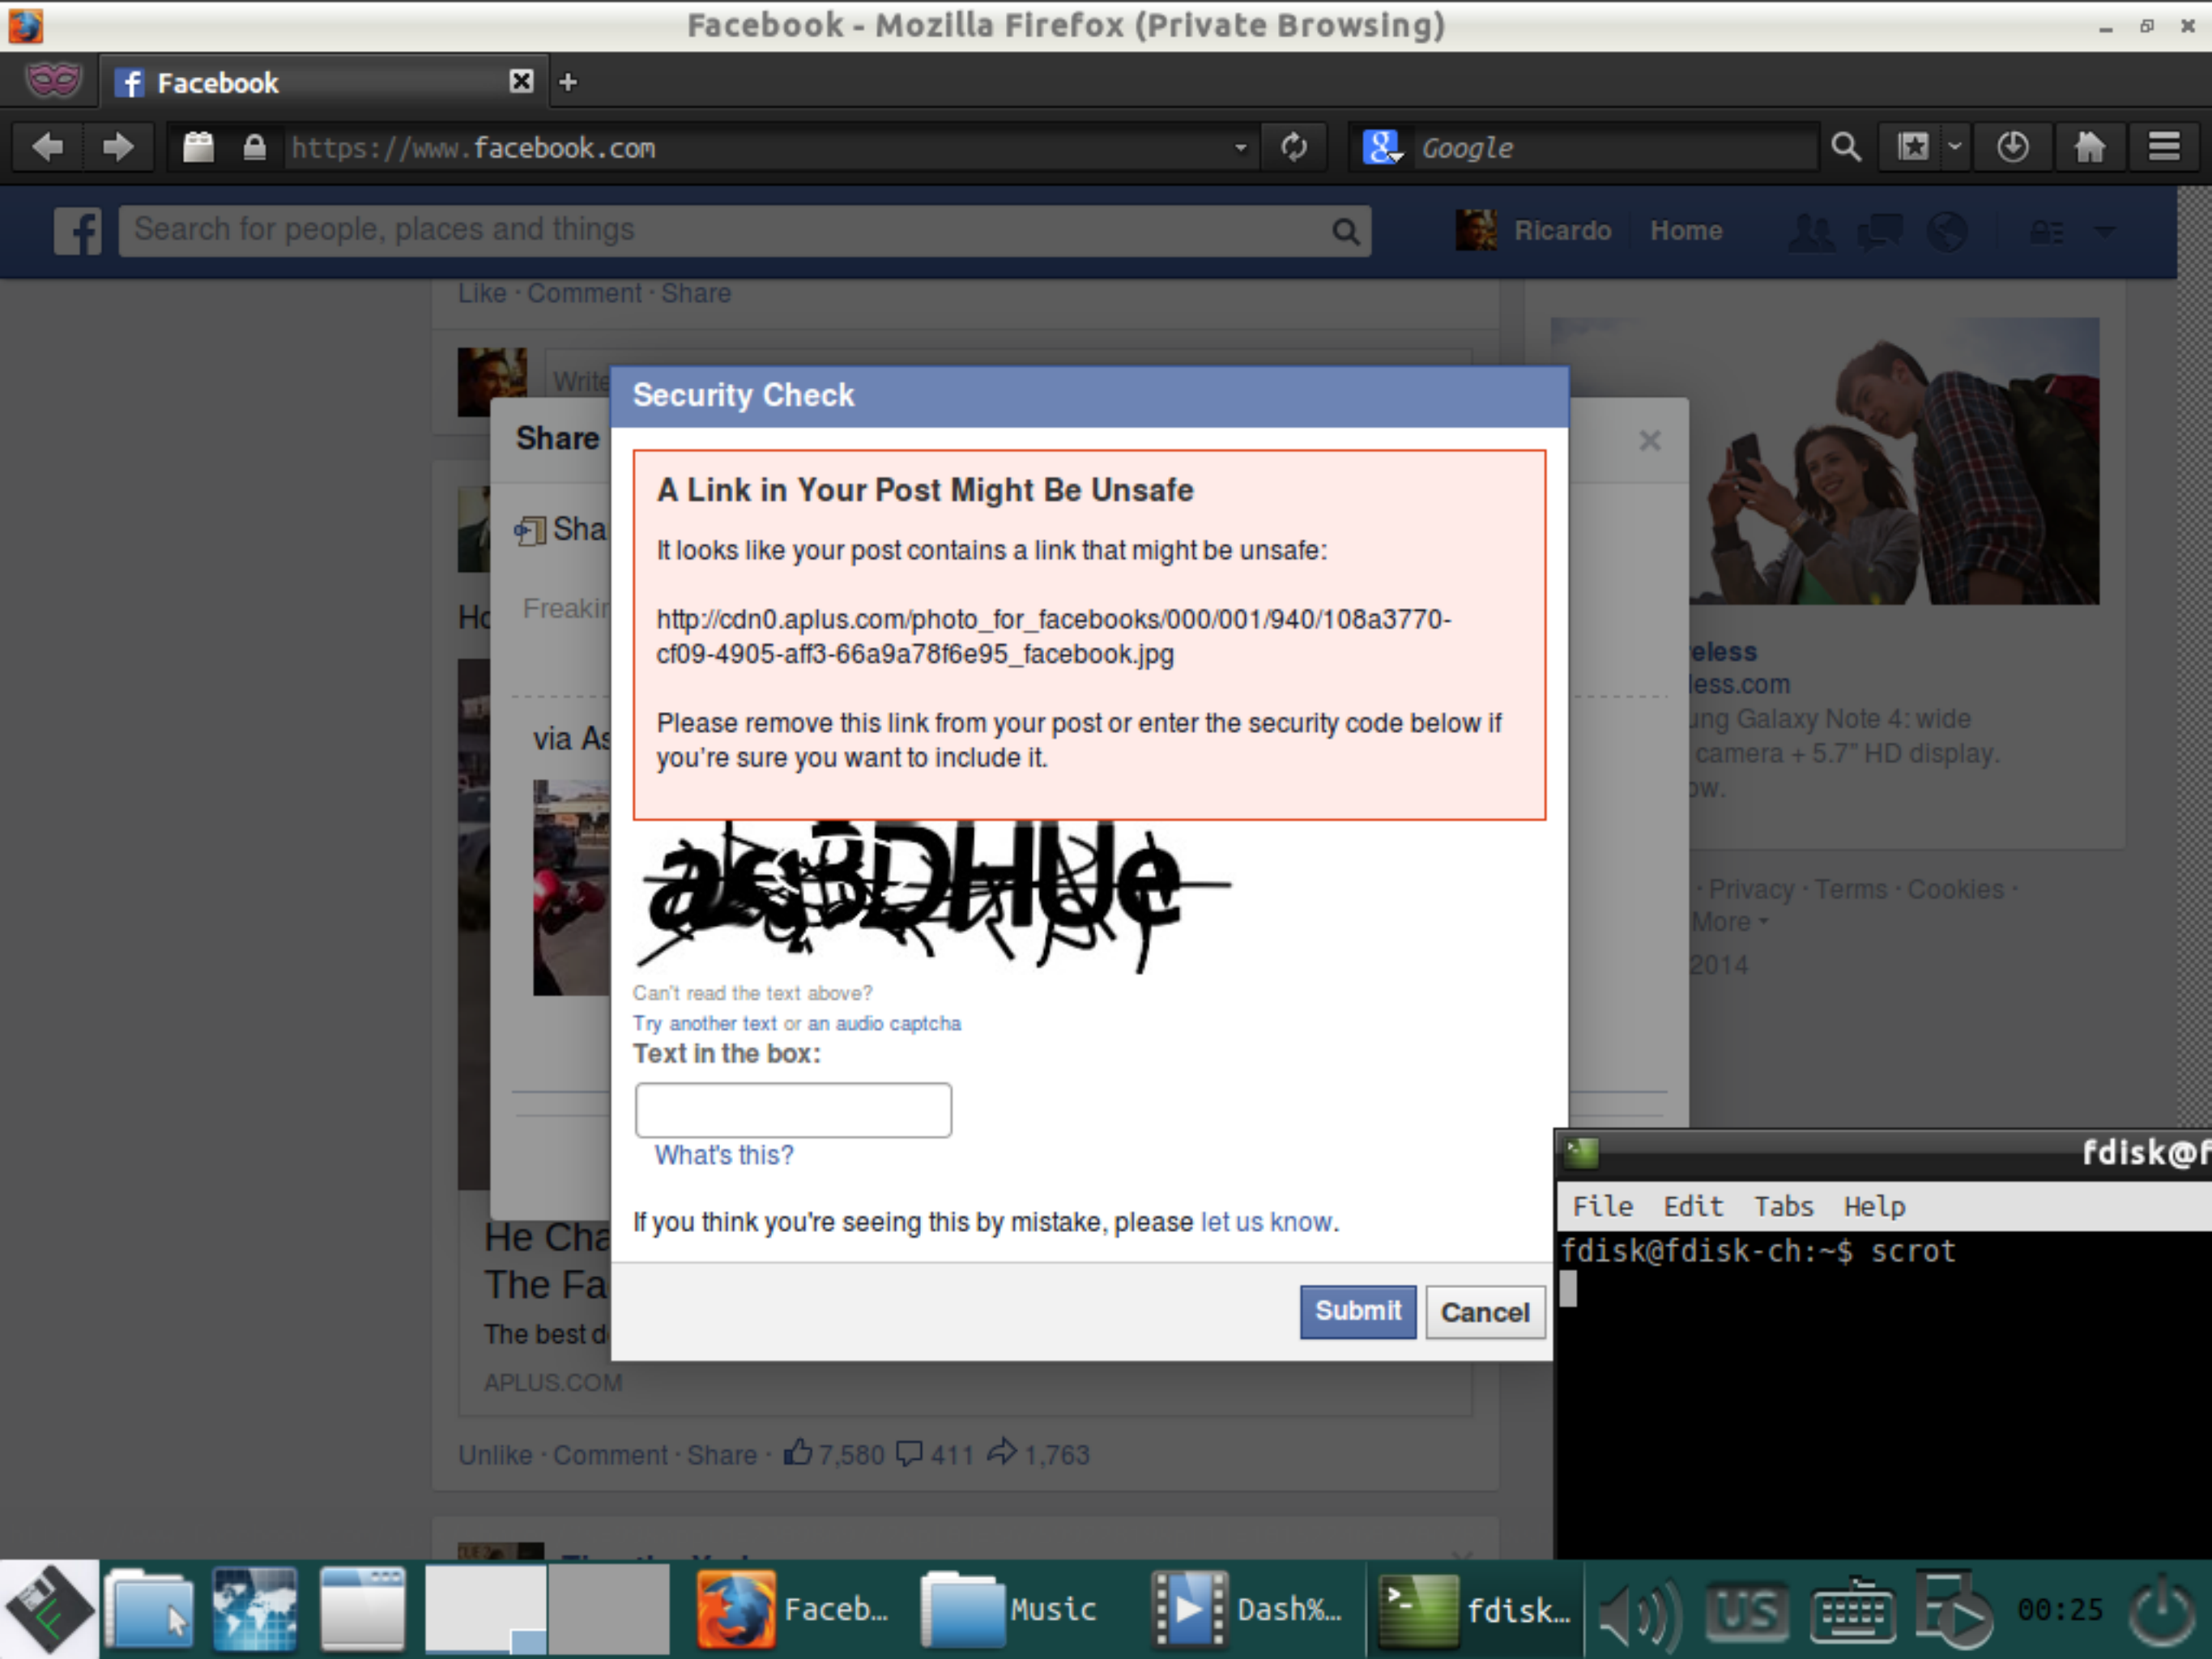 Facebook - Mozilla Firefox (Private Browsing)
Facebook
https://www.facebook.com
Google
Search for people, places and things
Ricardo
Home
Like · Comment · Share
Write
Security Check
Share
A Link in Your Post Might Be Unsafe
Sha
It looks like your post contains a link that might be unsafe:
Freakin
http://cdn0.aplus.com/photo_for_facebooks/000/001/940/108a3770-
cf09-4905-aff3-66a9a78f6e95_facebook.jpg
Ho
Please remove this link from your post or enter the security code below if
you're sure you want to include it.
via As
eless
less.com
ung Galaxy Note 4: wide
camera + 5.7" HD display.
ow.
· Privacy · Terms · Cookies ·
More
2014
Can't read the text above?
Try another text or an audio captcha
Text in the box:
What's this?
If you think you're seeing this by mistake, please let us know.
Submit
Cancel
He Cha
The Fa
The best d
APLUS.COM
Unlike · Comment · Share · 7,580 411 1,763
fdisk@f
File Edit Tabs Help
fdisk@fdisk-ch:~$ scrot
Faceb...
Music
Dash%...
fdisk...
US
00:25